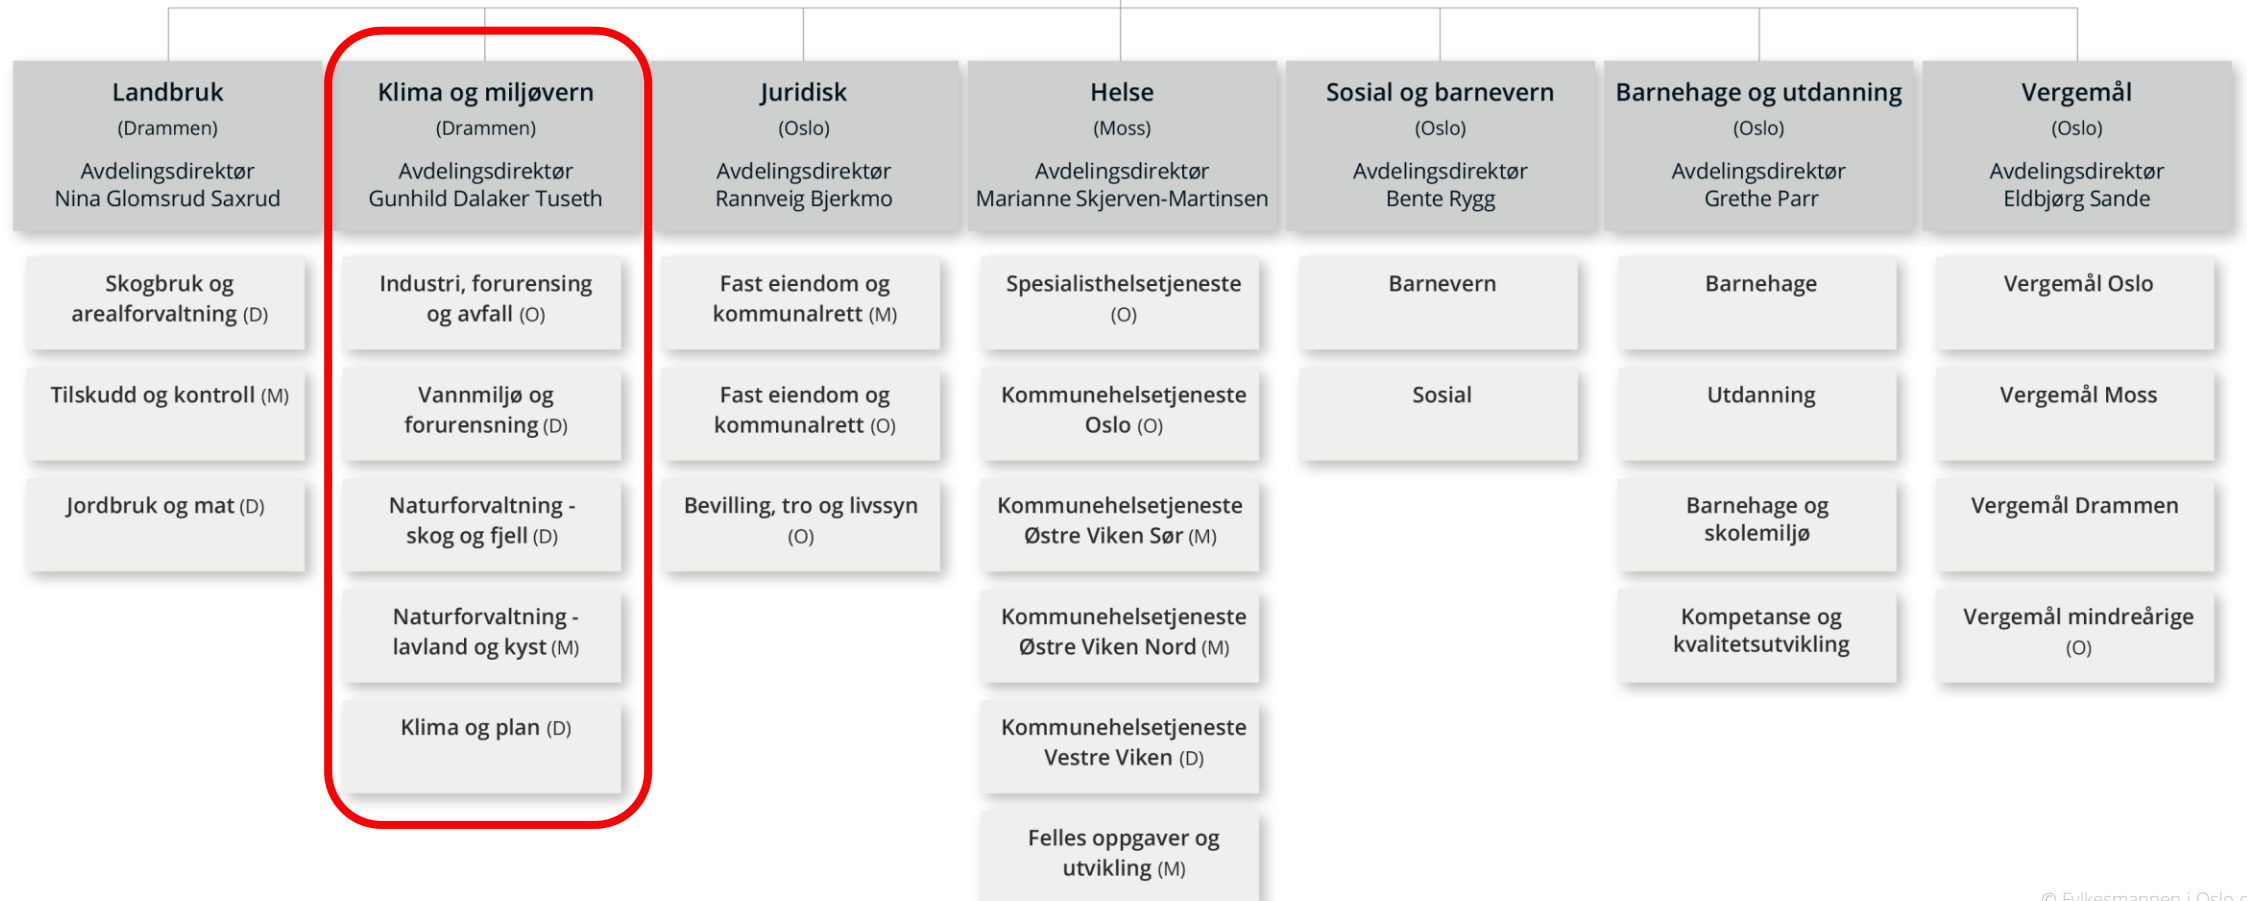 Landbruk
(Drammen)
Avdelingsdirektør
Nina Glomsrud Saxrud
Skogbruk og
arealforvaltning (D)
Tilskudd og kontroll (M)
Jordbruk og mat (D)
Klima og miljøvern
(Drammen)
Avdelingsdirektør
Gunhild Dalaker Tuseth
Industri, forurensing
og avfall (O)
Vannmiljø og
forurensning (D)
Naturforvaltning -
skog og fjell (D)
Naturforvaltning -
lavland og kyst (M)
Klima og plan (D)
Juridisk
(Oslo)
Avdelingsdirektør
Rannveig Bjerkmo
Fast eiendom og
kommunalrett (M)
Fast eiendom og
kommunalrett (O)
Bevilling, tro og livssyn
(O)
Helse
(Moss)
Avdelingsdirektør
Marianne Skjerven-Martinsen
Spesialisthelsetjeneste
(O)
Kommunehelsetjeneste
Oslo (O)
Kommunehelsetjeneste
Østre Viken Sør (M)
Kommunehelsetjeneste
Østre Viken Nord (M)
Kommunehelsetjeneste
Vestre Viken (D)
Felles oppgaver og
utvikling (M)
Sosial og barnevern
(Oslo)
Avdelingsdirektør
Bente Rygg
Barnevern
Sosial
Barnehage og utdanning
(Oslo)
Avdelingsdirektør
Grethe Parr
Barnehage
Utdanning
Barnehage og
skolemiljø
Kompetanse og
kvalitetsutvikling
Vergemål
(Oslo)
Avdelingsdirektør
Eldbjørg Sande
Vergemål Oslo
Vergemål Moss
Vergemål Drammen
Vergemål mindreårige
(O)
© Fylkesmannen i Oslo